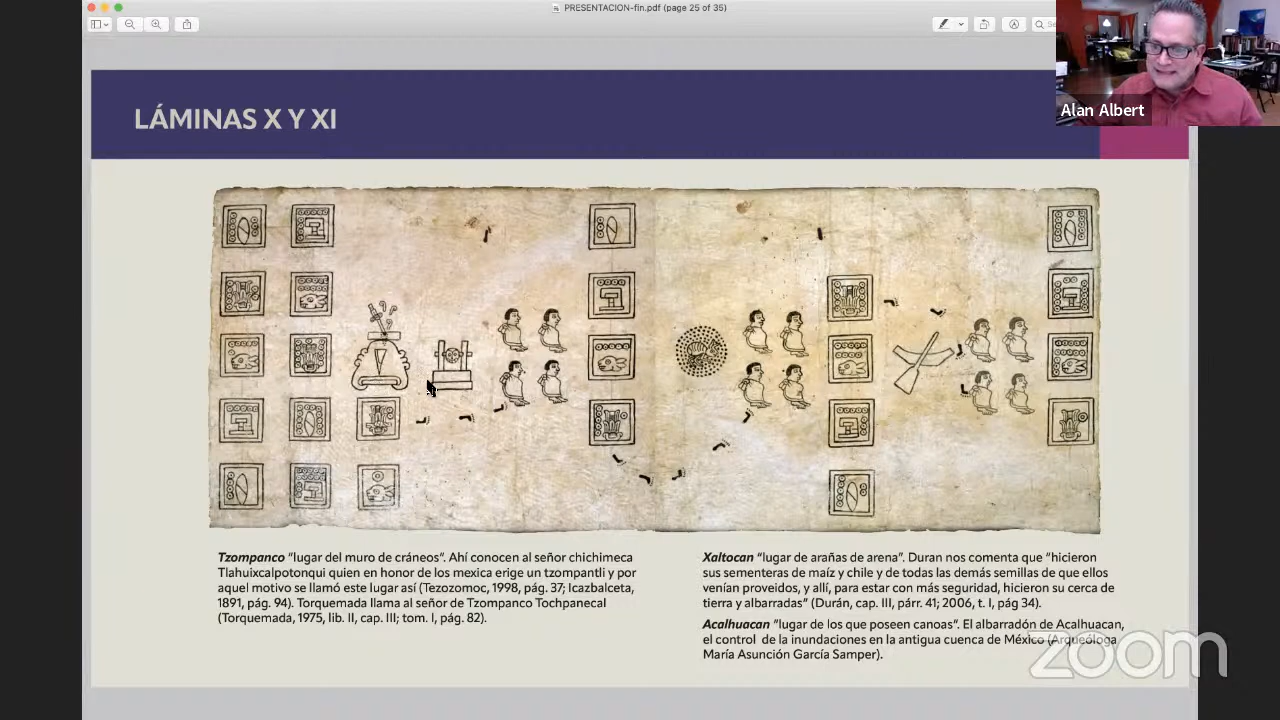 PRESENTACION-fin.pdf (page 25 of 35)
Alan Albert
LÁMINAS X Y XI
Tzompanco "lugar del muro de cráneos". Ahí conocen al señor chichimeca
Tlahuixcalpotonqui quien en honor de los mexica erige un tzompantli y por
aquel motivo se llamó este lugar así (Tezozomoc, 1998, pág. 37; Icazbalceta,
1891, pág. 94). Torquemada llama al señor de Tzompanco Tochpanecal
(Torquemada, 1975, lib. II, cap. III; tom. I, pág. 82).
Xaltocan "lugar de arañas de arena". Duran nos comenta que "hicieron
sus sementeras de maíz y chile y de todas las demás semillas de que ellos
venían proveidos, y allí, para estar con más seguridad, hicieron su cerca de
tierra y albarradas" (Durán, cap. III, párr. 41; 2006, t. I, pág 34).
Acalhuacan "lugar de los que poseen canoas". El albarradón de Acalhuacan,
el control de la inundaciones en la antigua cuenca de México (Arqueóloga
María Asunción García Samper).
zoom